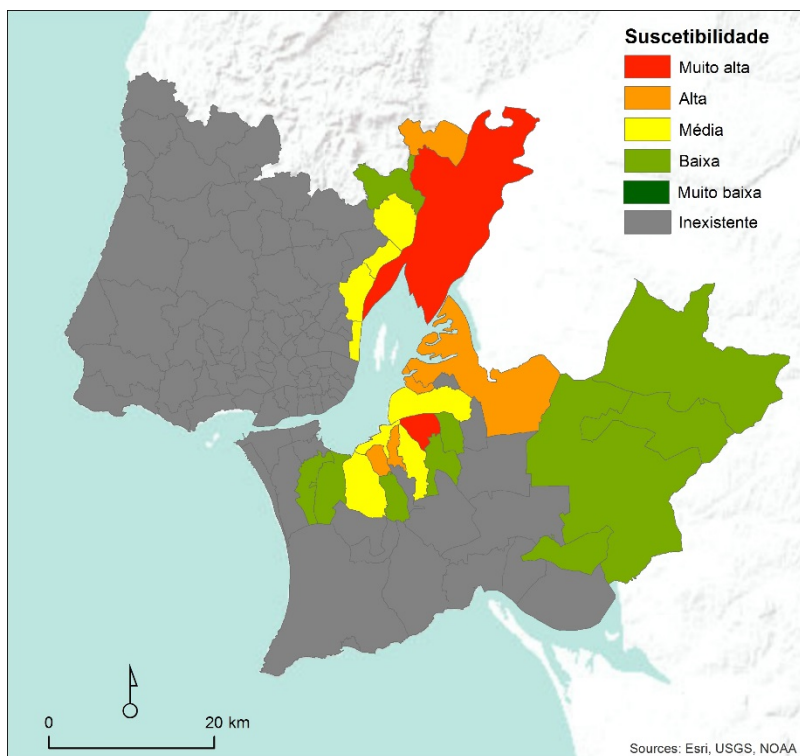 Suscetibilidade
Muito alta
Alta
Média
Baixa
Muito baixa
Inexistente
0
20 km
Sources: Esri, USGS, NOAA